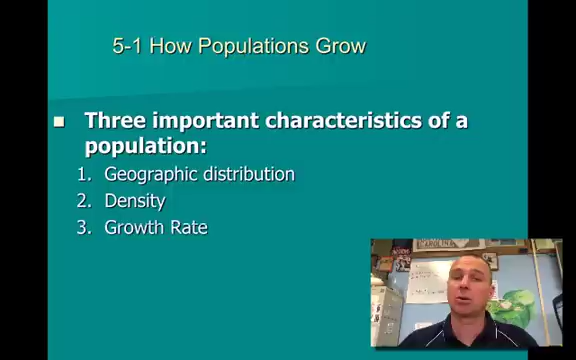 5-1 How Populations Grow
Three important characteristics of a
population:
1. Geographic distribution
2. Density
3. Growth Rate